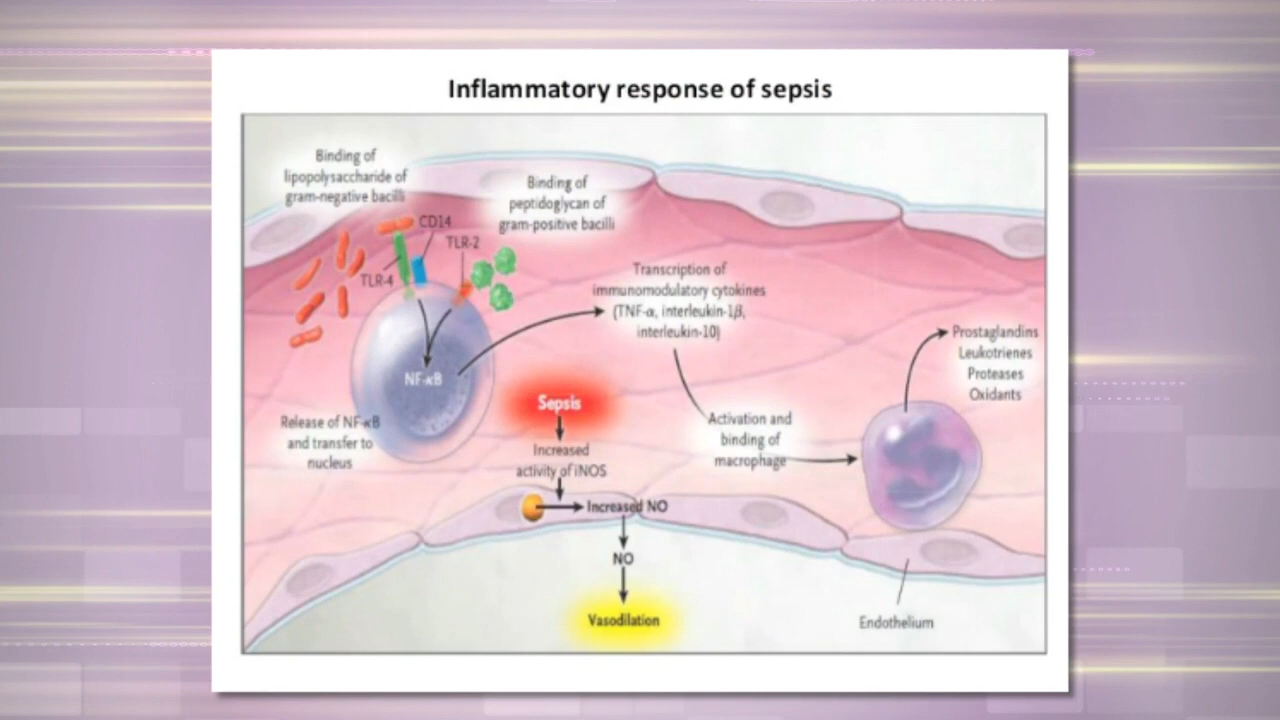 Inflammatory response of sepsis
Binding of
lipopolysaccharide of
gram-negative bacilli
Binding of
peptidoglycan of
gram-positive bacilli
CD14
TLR-2
TLR-4
Transcription of
immunomodulatory cytokines
(TNF-α, interleukin-1β,
interleukin-10)
Prostaglandins
Leukotrienes
Proteases
Oxidants
NF-κB
Sepsis
Release of NF-κB
and transfer to
nucleus
Activation and
binding of
macrophage
Increased
activity of iNOS
Increased NO
NO
Vasodilation
Endothelium